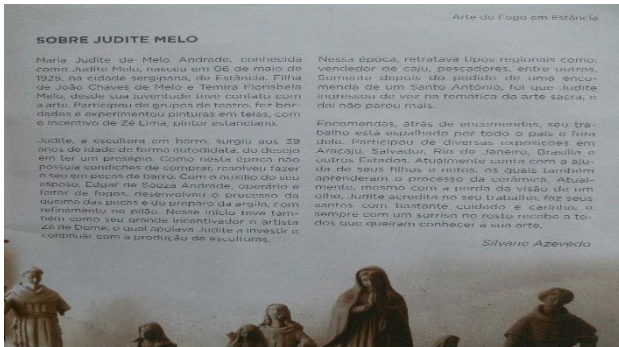 Arte do Fogo em Estância
SOBRE JUDITE MELO
Maria Judite de Melo Andrade, conhecida
como Judite Melo, nasceu em 06 de maio de
1925, na cidade sergipana, de Estância. Filha
de João Chaves de Melo e Temira Fionsbela
Melo, desde sua juventude teve contato com
a arte. Participou de grupos de teatro, fez bor-
dados e experimentou pinturas em telas, com
o incentivo de Zé Lima, pintor estanciano.
Judite, a escultora em barro, surgiu aos 39
anos de idade de forma autodidata, do desejo
em ter um presépio. Como nesta época não
possuía condições de comprar, resolveu fazer
o seu em peças de barro. Com o auxílio do seu
esposo, Edgar de Souza Andrade, operário e
feitor de fogos, desenvolveu o processo da
queima das peças e do preparo da argila, com
refinamento no pilão. Nesse início teve tam-
bém como seu grande incentivador o artista
Zé de Dome, o qual apoiava Judite a investir e
continuar com a produção de esculturas.
Nessa época, retratava tipos regionais como:
vendedor de caju, pescadores, entre outros.
Somente depois do pedido de uma enco-
menda de um Santo Antônio, foi que Judite
ingressou de vez na temática da arte sacra, e
daí não parou mais.
Encomendas, atrás de encomendas, seu tra-
balho está espalhado por todo o país e fora
dele. Participou de diversas exposições em
Aracaju, Salvador, Rio de Janeiro, Brasília e
outros Estados. Atualmente conta com a aju-
da de seus filhos e netos, os quais também
aprenderam o processo da cerâmica. Atual-
mente, mesmo com a perda da visão de um
olho, Judite acredita no seu trabalho, faz seus
santos com bastante cuidado e carinho, e
sempre com um sorriso no rosto recebe a to-
dos que queiram conhecer a sua arte.
Silvane Azevedo